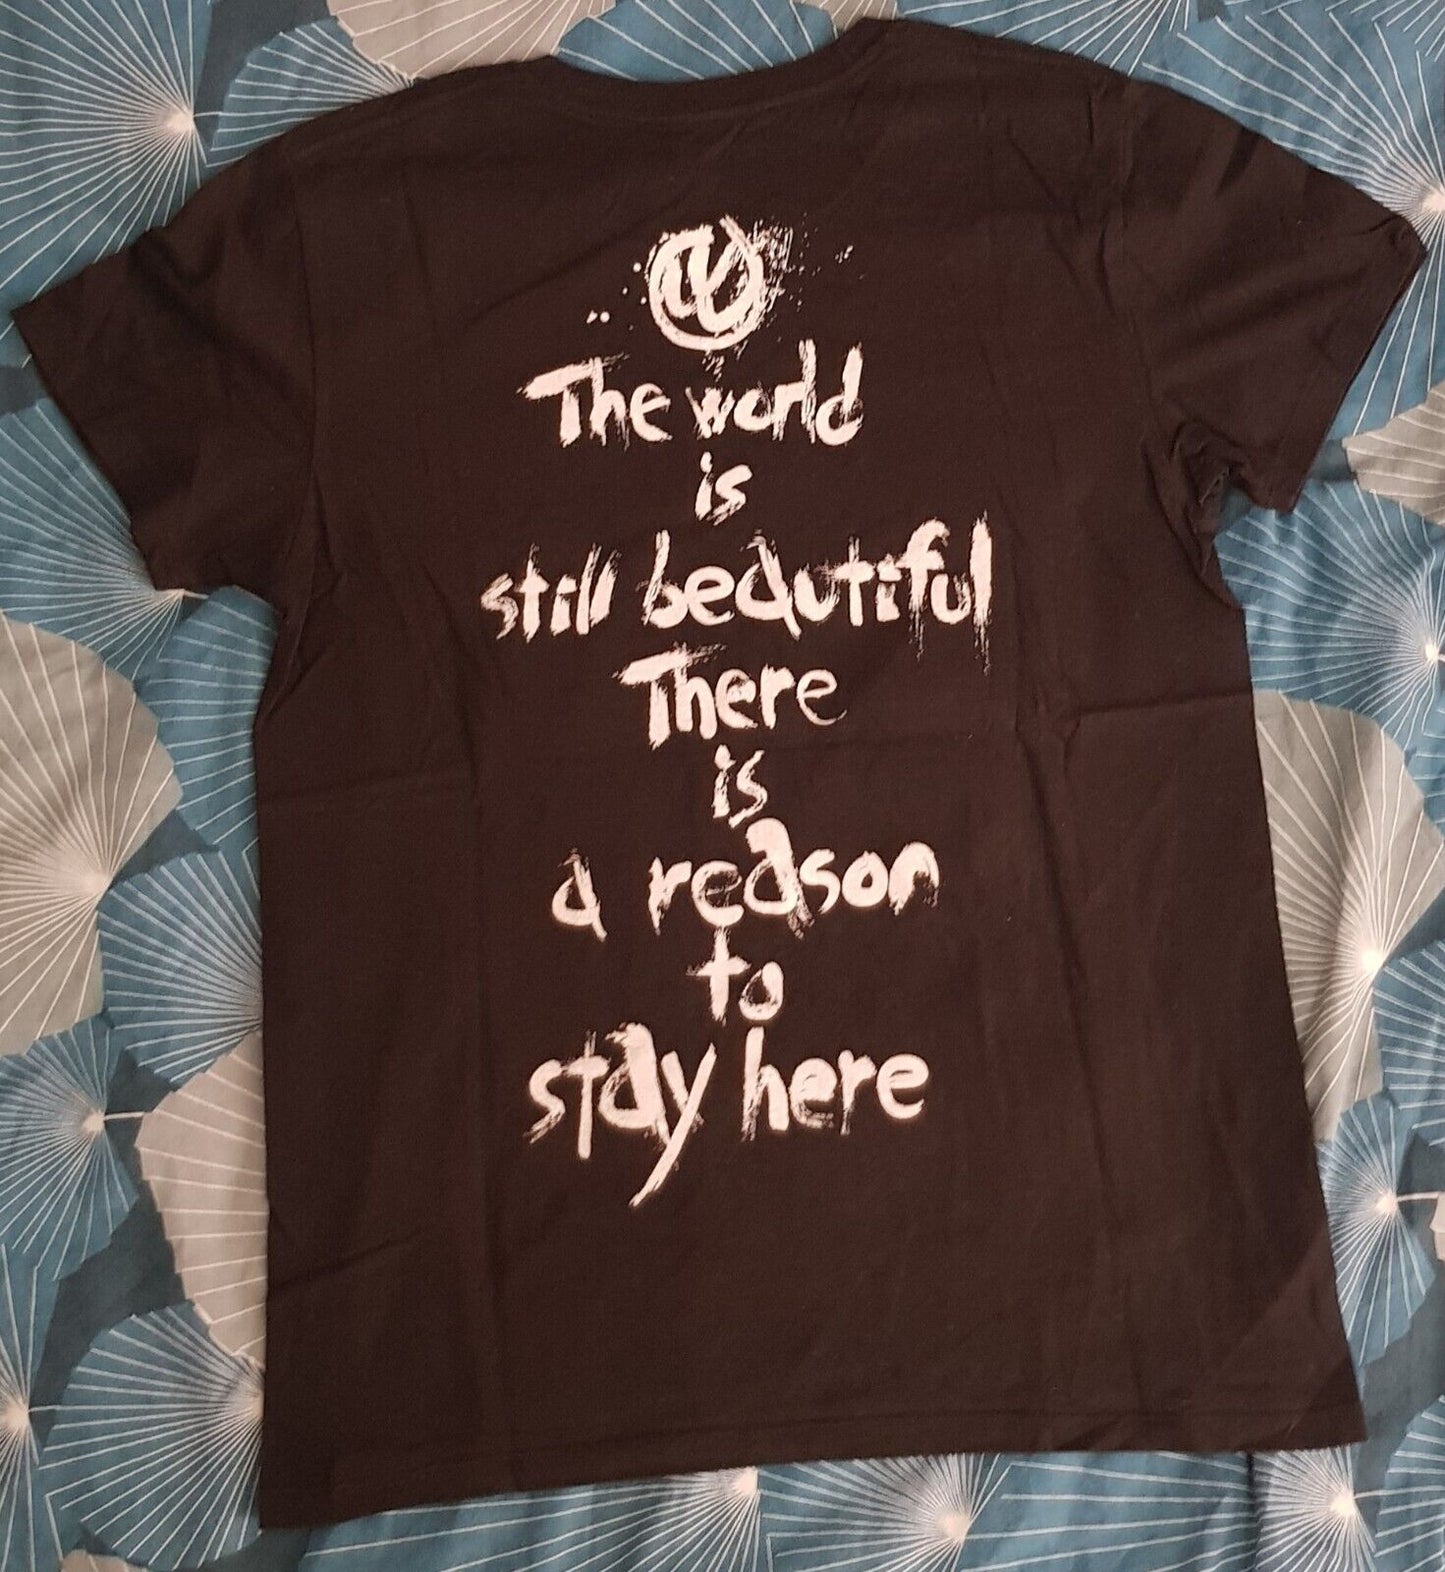 The world
is
still beautiful
There
is
a reason
to
stay here